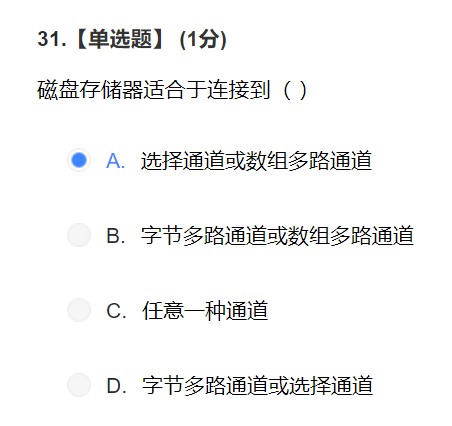 31.【单选题】 (1分)
磁盘存储器适合于连接到（ ）
A. 选择通道或数组多路通道
B. 字节多路通道或数组多路通道
C. 任意一种通道
D. 字节多路通道或选择通道